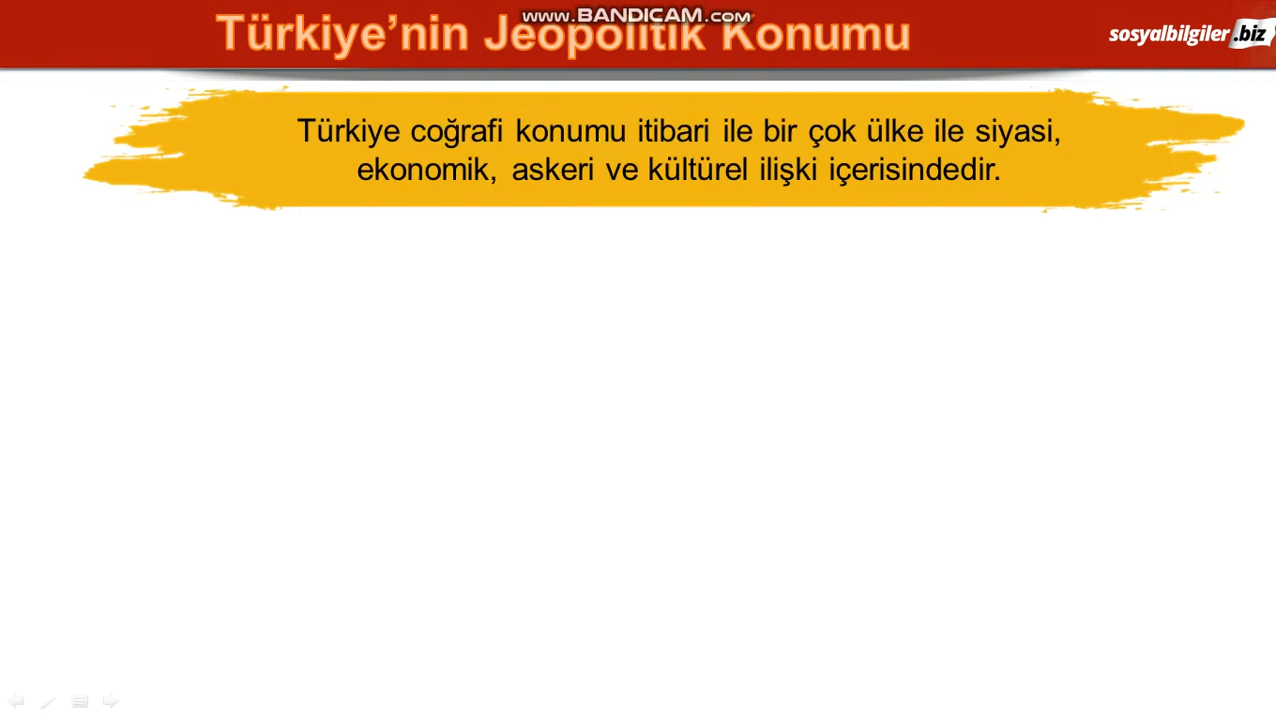 www.BANDICAM.com
Türkiye’nin Jeopolitik Konumu
sosyalbilgiler.biz
Türkiye coğrafi konumu itibari ile bir çok ülke ile siyasi,
ekonomik, askeri ve kültürel ilişki içerisindedir.